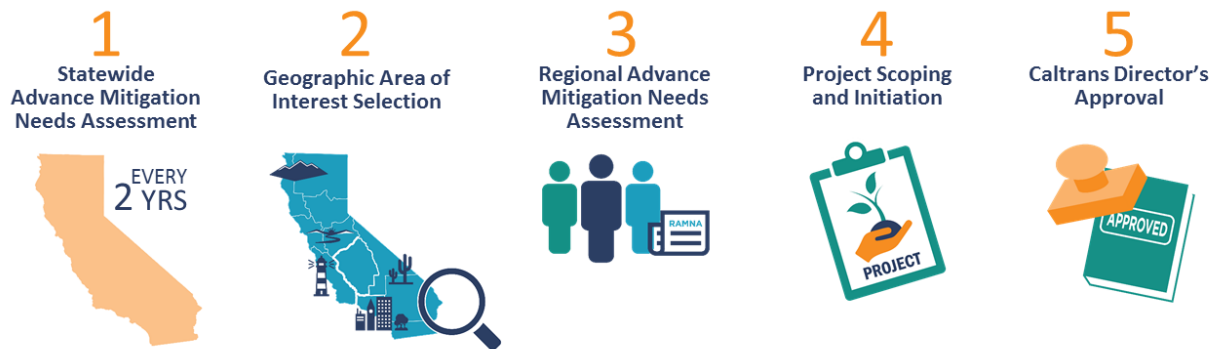 1
Statewide
Advance Mitigation
Needs Assessment
EVERY
2 YRS
2
Geographic Area of
Interest Selection
3
Regional Advance
Mitigation Needs
Assessment
RAMNA
4
Project Scoping
and Initiation
PROJECT
5
Caltrans Director's
Approval
APPROVED